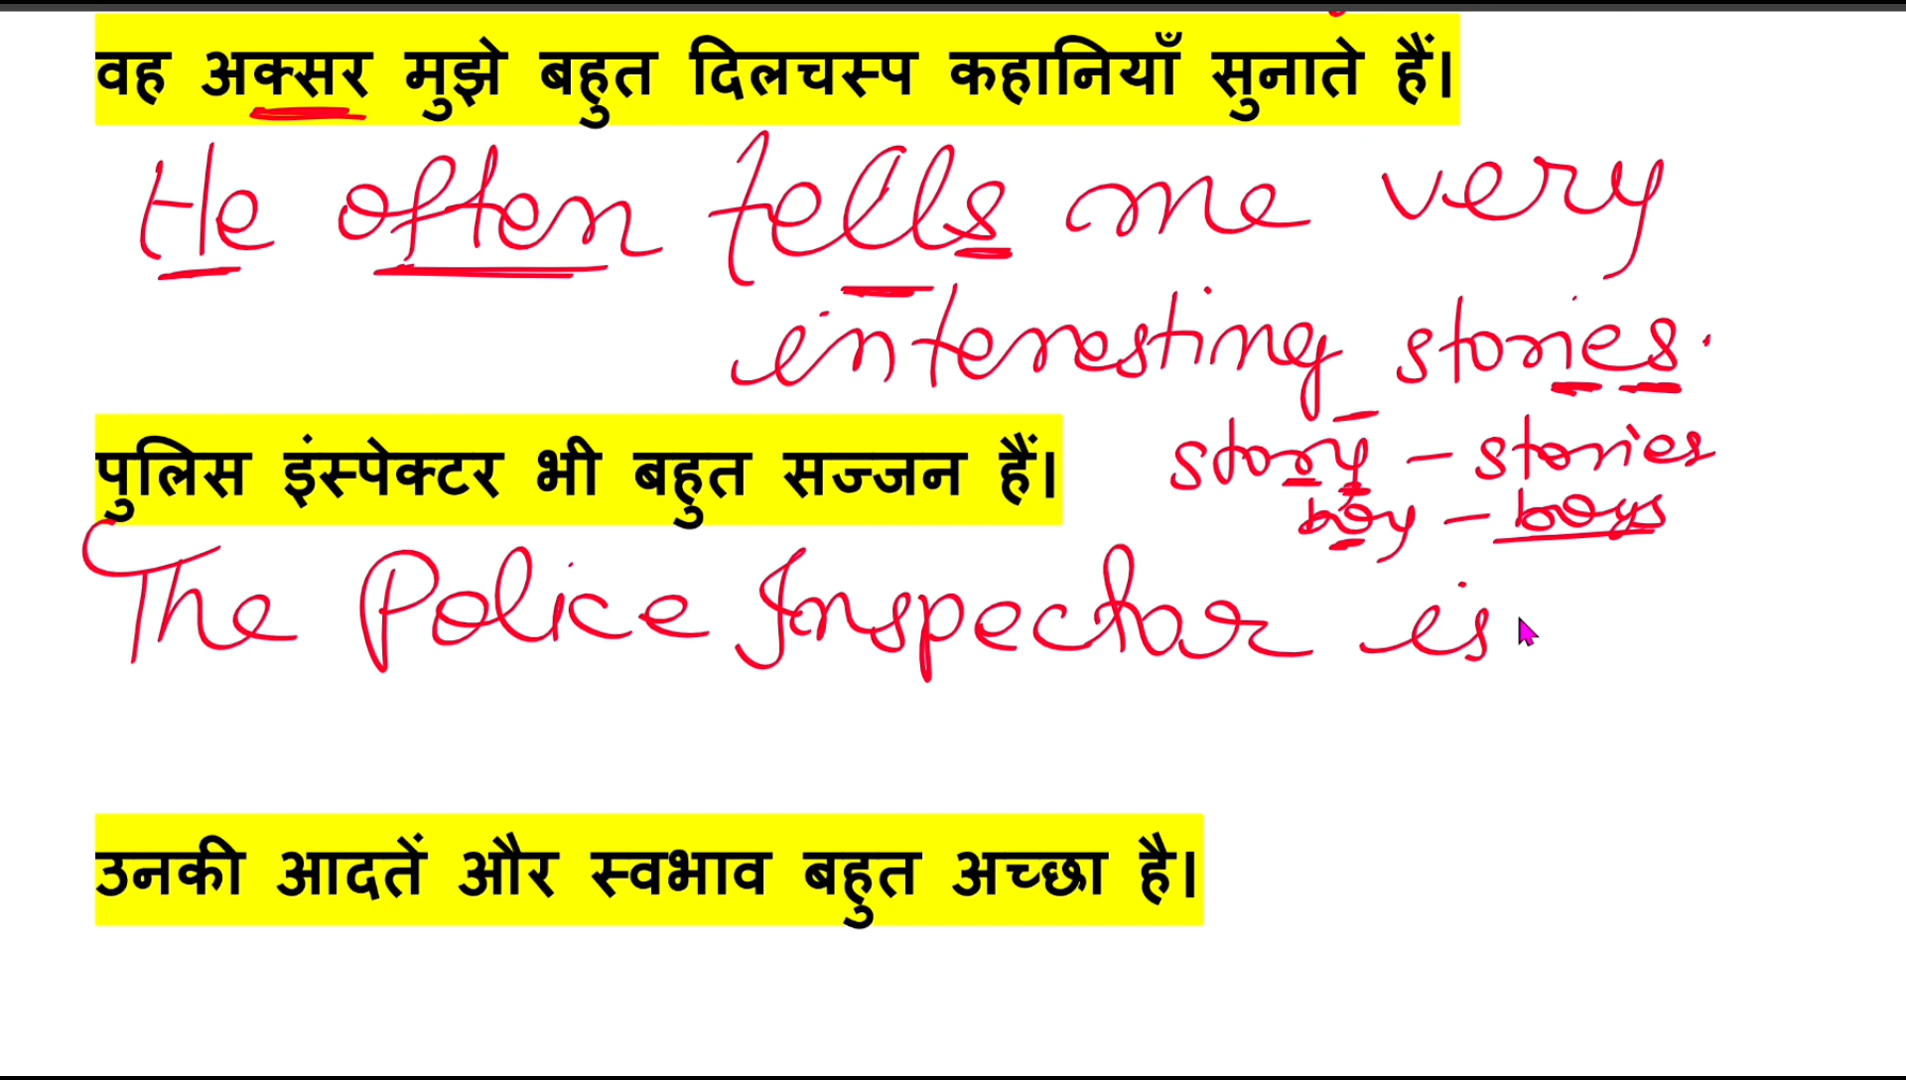 वह अक्सर मुझे बहुत दिलचस्प कहानियाँ सुनाते हैं।
He often tells me very
interesting stories.
पुलिस इंस्पेक्टर भी बहुत सज्जन हैं।
story - stories
boy - boys
The Police Inspector is
उनकी आदतें और स्वभाव बहुत अच्छा है।